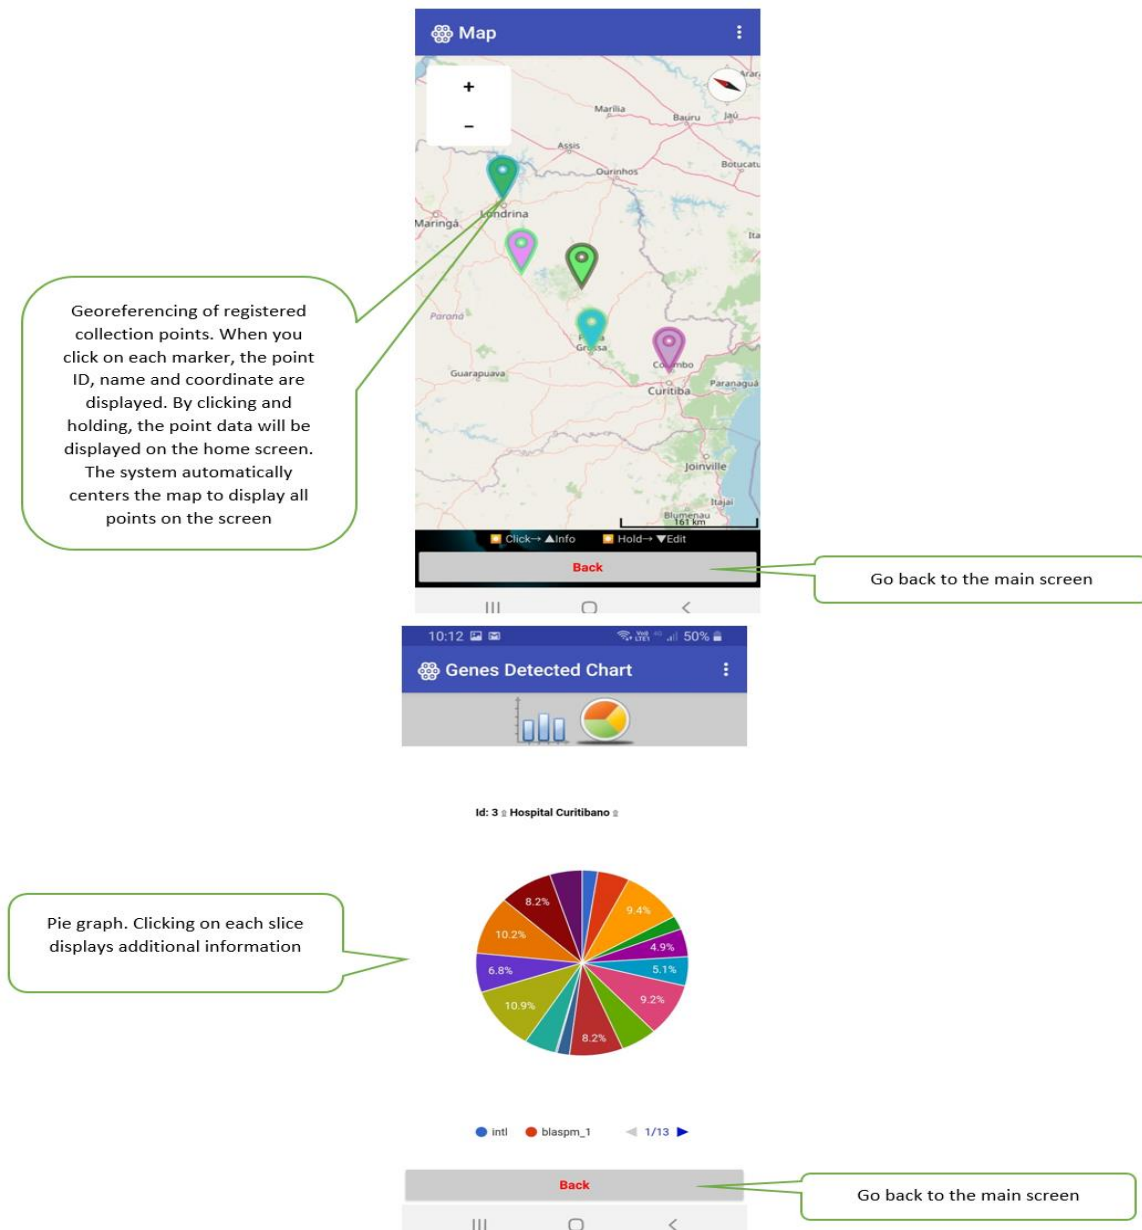 Map
+
−
Arar
Marília
Bauru
Jaú
Assis
Botucatu
Ourinhos
Londrina
Maringá
Ita
Georeferencing of registered
collection points. When you
click on each marker, the point
ID, name and coordinate are
displayed. By clicking and
holding, the point data will be
displayed on the home screen.
The system automatically
centers the map to display all
points on the screen
Paraná
Grossa
Guarapuava
Colombo
Paranaguá
Curitiba
Joinville
Itajaí
Blumenau
161 km
Click→ ▲Info
Hold→ ▼Edit
Back
Go back to the main screen
10:12
50%
Genes Detected Chart
Id: 3 Hospital Curitibano
8.2%
9.4%
10.2%
4.9%
6.8%
5.1%
10.9%
9.2%
8.2%
Pie graph. Clicking on each slice
displays additional information
intl
blaspm_1
1/13
Back
Go back to the main screen